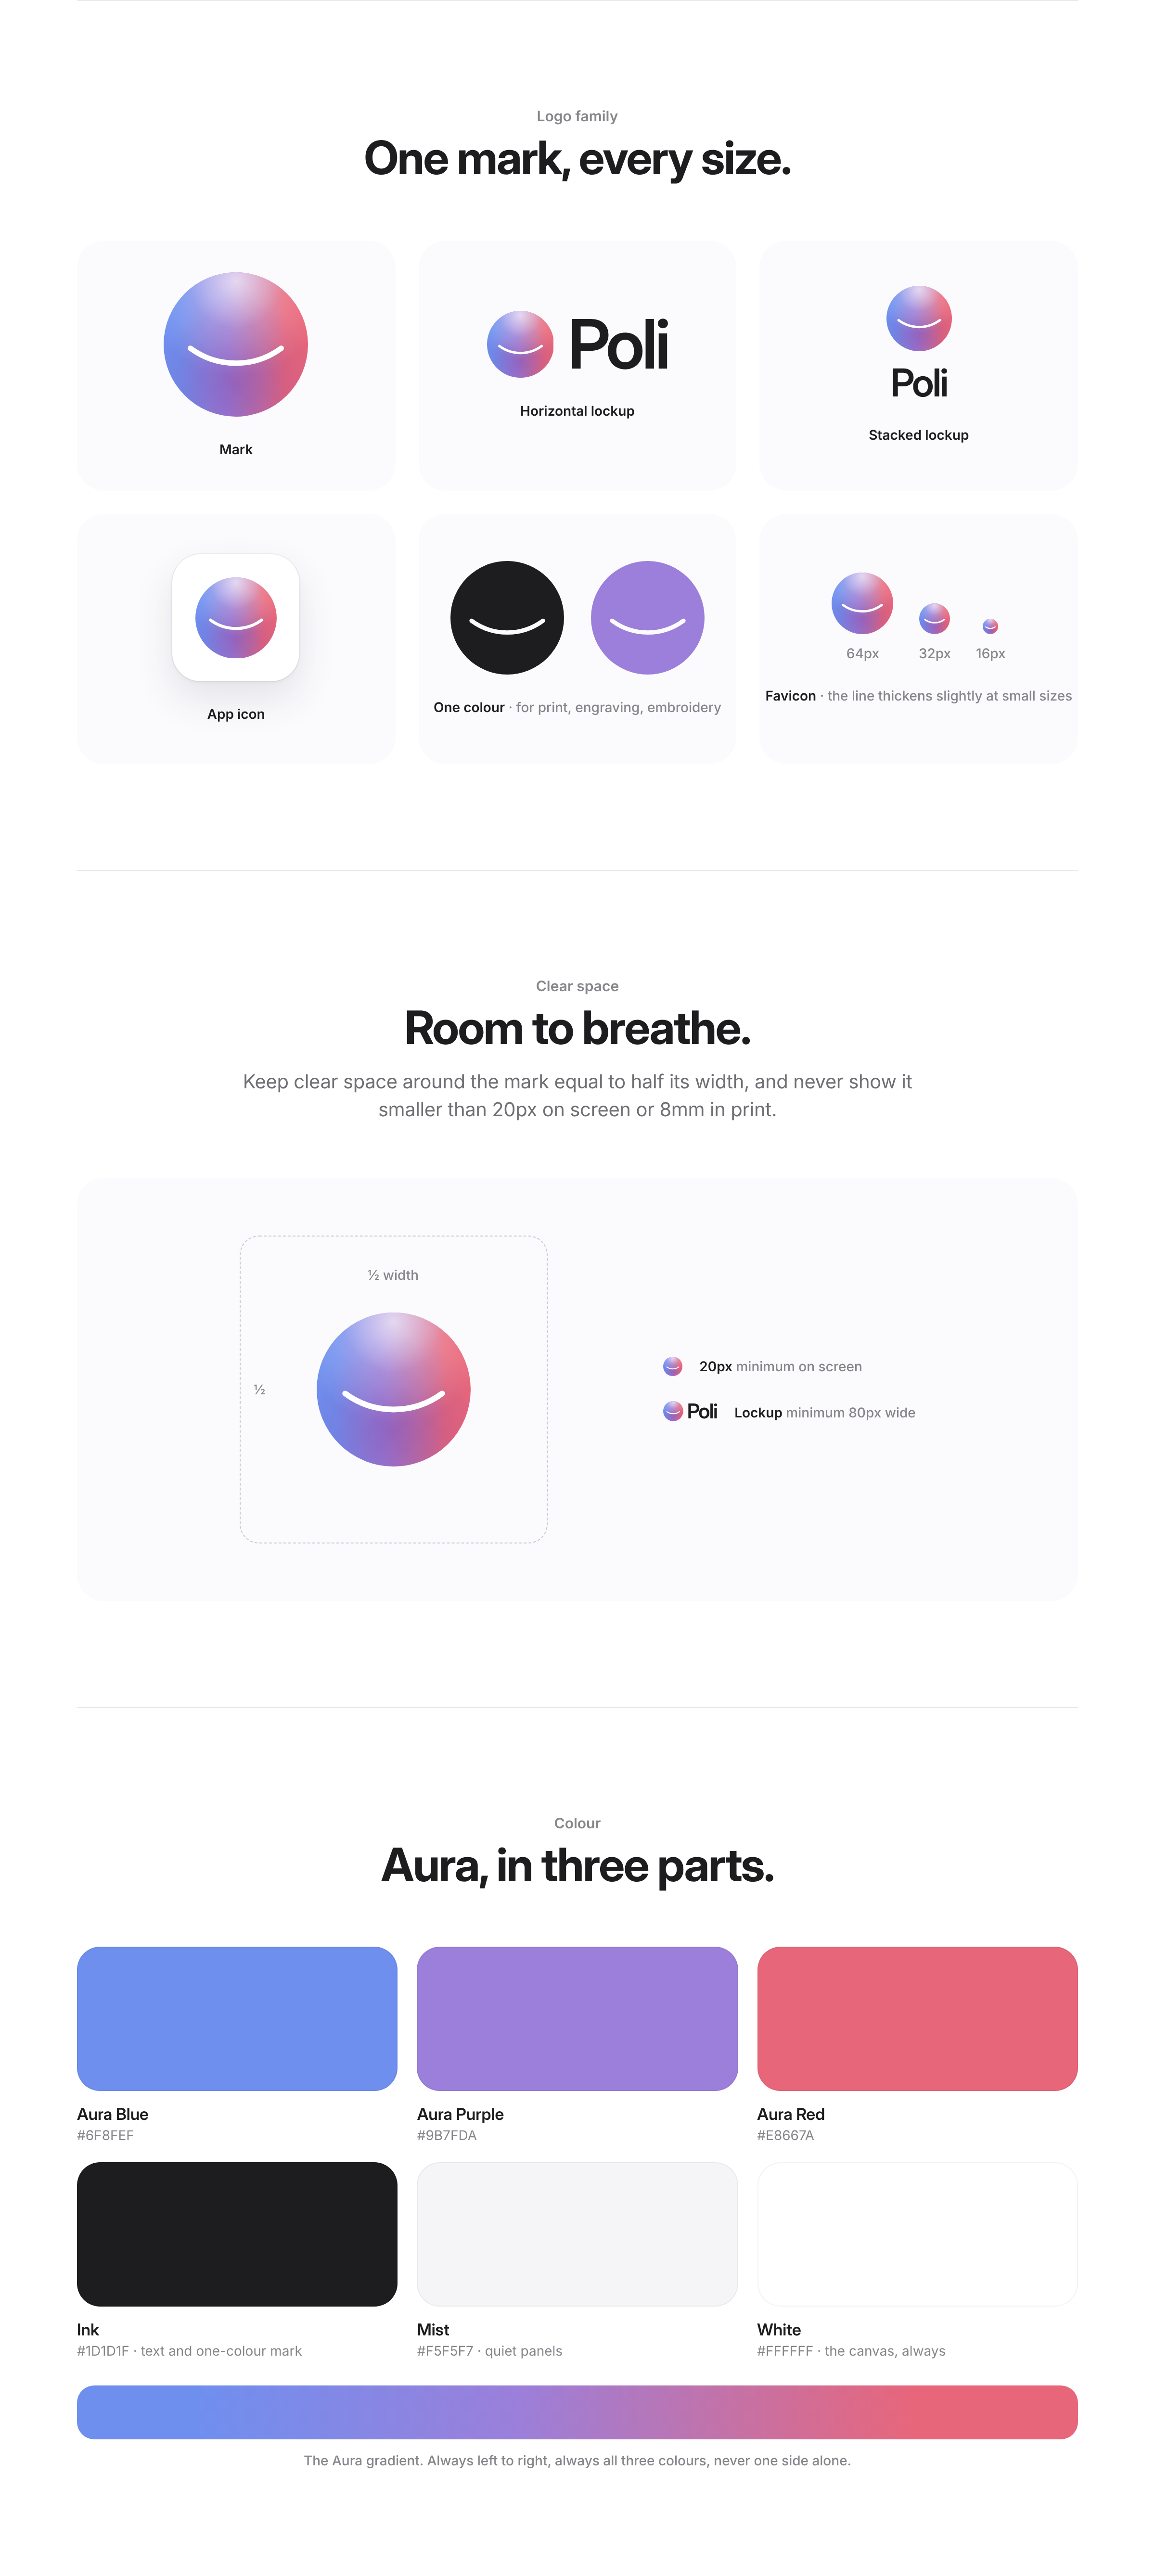 Logo family
One mark, every size.
Poli
Poli
Mark
Horizontal lockup
Stacked lockup
64px
32px
16px
App icon
One colour · for print, engraving, embroidery
Favicon · the line thickens slightly at small sizes
Clear space
Room to breathe.
Keep clear space around the mark equal to half its width, and never show it
smaller than 20px on screen or 8mm in print.
½ width
½
20px minimum on screen
Poli
Lockup minimum 80px wide
Colour
Aura, in three parts.
Aura Blue
#6F8FEF
Aura Purple
#9B7FDA
Aura Red
#E8667A
Ink
#1D1D1F · text and one-colour mark
Mist
#F5F5F7 · quiet panels
White
#FFFFFF · the canvas, always
The Aura gradient. Always left to right, always all three colours, never one side alone.